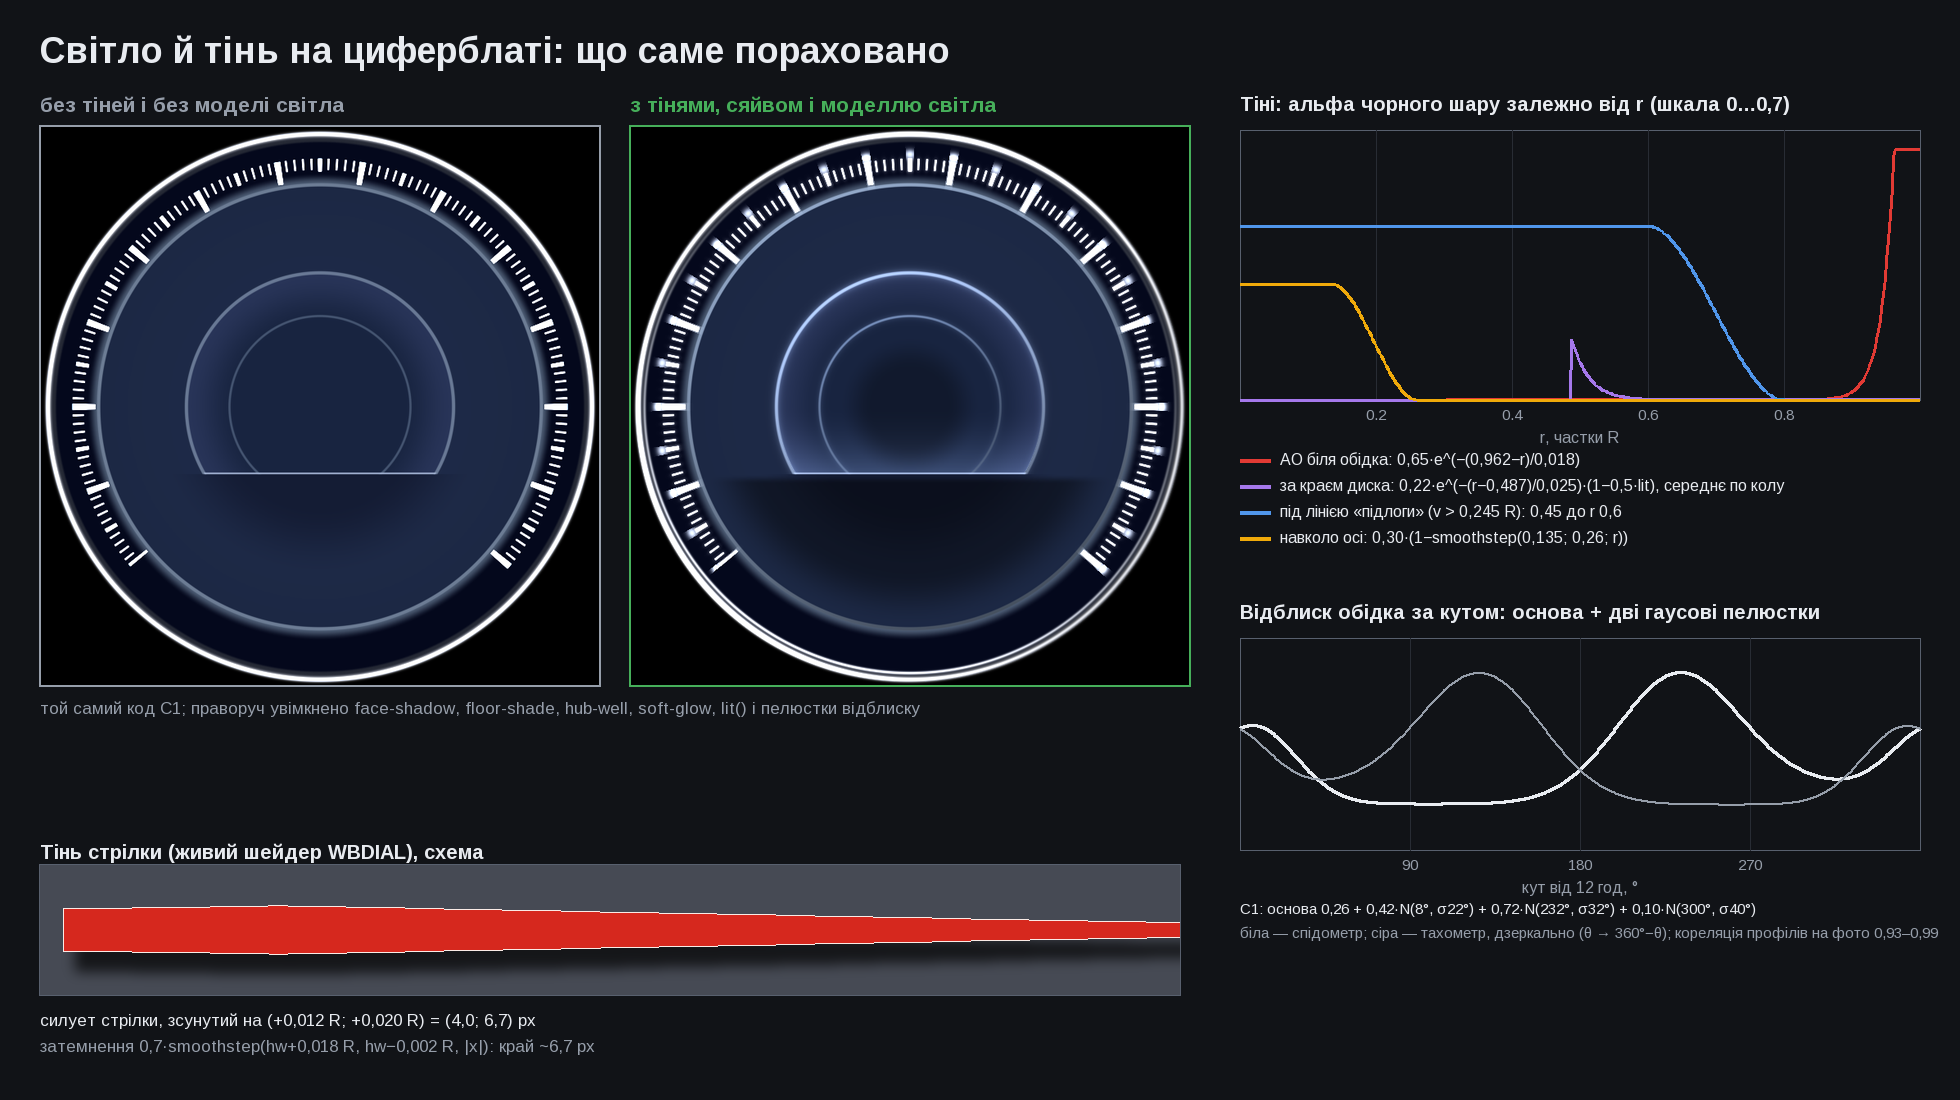 Світло й тінь на циферблаті: що саме пораховано
без тіней і без моделі світла
з тінями, сяйвом і моделлю світла
той самий код C1; праворуч увімкнено face-shadow, floor-shade, hub-well, soft-glow, lit() і пелюстки відблиску
Тінь стрілки (живий шейдер WBDIAL), схема
силует стрілки, зсунутий на (+0,012 R; +0,020 R) = (4,0; 6,7) px
затемнення 0,7·smoothstep(hw+0,018 R, hw−0,002 R, |x|): край ~6,7 px
Тіні: альфа чорного шару залежно від r (шкала 0…0,7)
0.2 0.4 0.6 0.8
r, частки R
АО біля обідка: 0,65·e^(−(0,962−r)/0,018)
за краєм диска: 0,22·e^(−(r−0,487)/0,025)·(1−0,5·lit), середнє по колу
під лінією «підлоги» (v > 0,245 R): 0,45 до r 0,6
навколо осі: 0,30·(1−smoothstep(0,135; 0,26; r))
Відблиск обідка за кутом: основа + дві гаусові пелюстки
90 180 270
кут від 12 год, °
C1: основа 0,26 + 0,42·N(8°, σ22°) + 0,72·N(232°, σ32°) + 0,10·N(300°, σ40°)
біла — спідометр; сіра — тахометр, дзеркально (θ → 360°−θ); кореляція профілів на фото 0,93–0,99